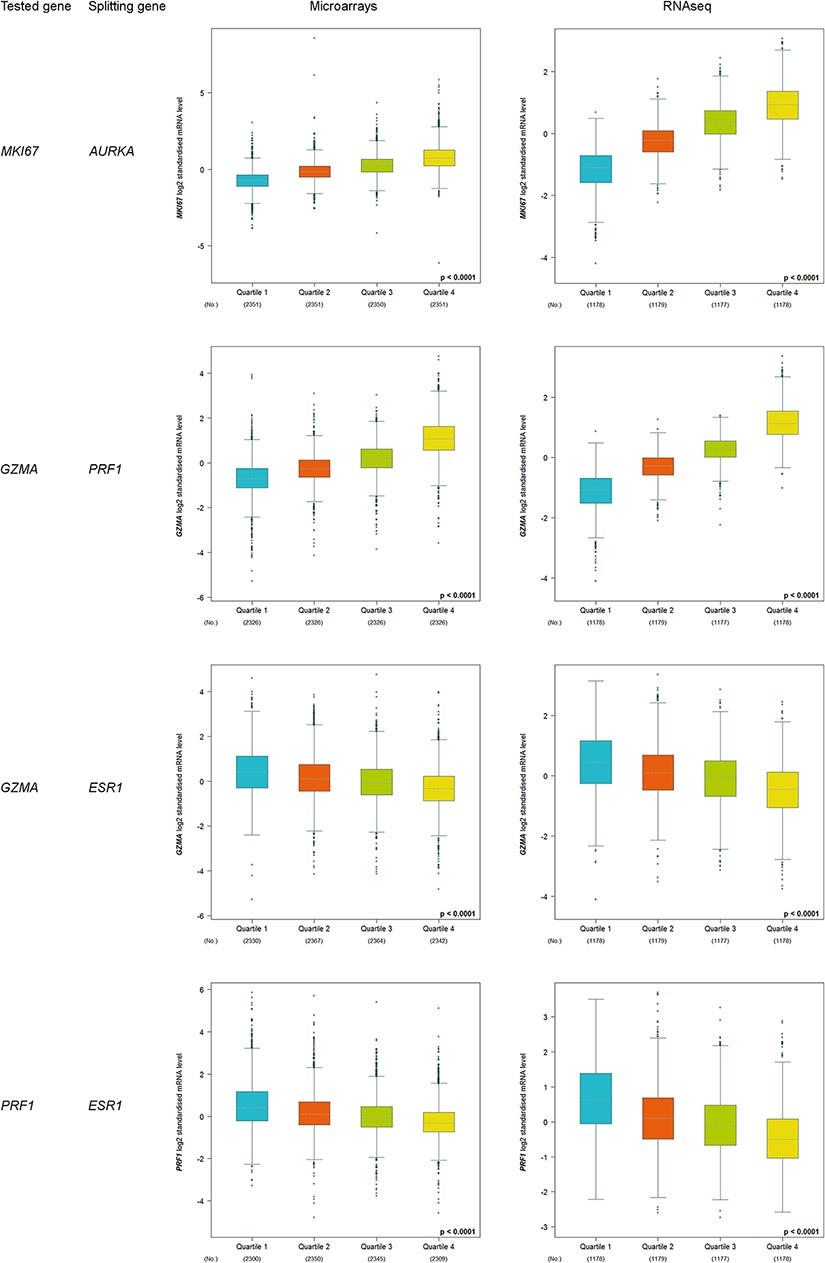 Tested gene Splitting gene Microarrays RNAseq
MKI67 AURKA
MKI67 log2 standardised mRNA level
5
0
-5
p < 0.0001
Quartile 1 Quartile 2 Quartile 3 Quartile 4
(No:) (2351) (2351) (2350) (2351)
MKI67 log2 standardised mRNA level
2
0
-2
-4
p < 0.0001
Quartile 1 Quartile 2 Quartile 3 Quartile 4
(No:) (1178) (1179) (1177) (1178)
GZMA PRF1
GZMA log2 standardised mRNA level
4
2
0
-2
-4
-6
p < 0.0001
Quartile 1 Quartile 2 Quartile 3 Quartile 4
(No:) (2326) (2326) (2326) (2326)
GZMA log2 standardised mRNA level
2
0
-2
-4
p < 0.0001
Quartile 1 Quartile 2 Quartile 3 Quartile 4
(No:) (1178) (1179) (1177) (1178)
GZMA ESR1
GZMA log2 standardised mRNA level
4
2
0
-2
-4
-6
p < 0.0001
Quartile 1 Quartile 2 Quartile 3 Quartile 4
(No:) (2330) (2367) (2364) (2342)
GZMA log2 standardised mRNA level
2
0
-2
-4
p < 0.0001
Quartile 1 Quartile 2 Quartile 3 Quartile 4
(No:) (1178) (1179) (1177) (1178)
PRF1 ESR1
PRF1 log2 standardised mRNA level
6
4
2
0
-2
-4
p < 0.0001
Quartile 1 Quartile 2 Quartile 3 Quartile 4
(No:) (2300) (2350) (2345) (2309)
PRF1 log2 standardised mRNA level
3
2
1
0
-1
-2
-3
p < 0.0001
Quartile 1 Quartile 2 Quartile 3 Quartile 4
(No:) (1178) (1179) (1177) (1178)